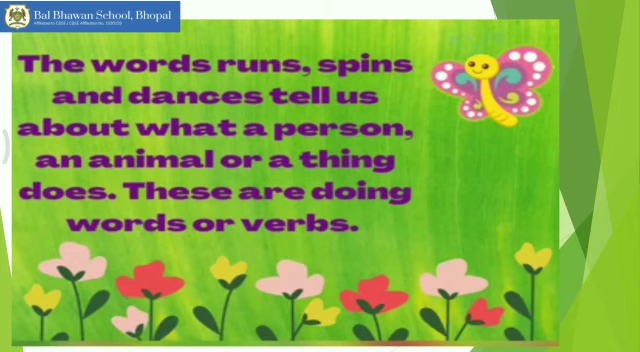 Bal Bhawan School, Bhopal
The words runs, spins
and dances tell us
about what a person,
an animal or a thing
does. These are doing
words or verbs.